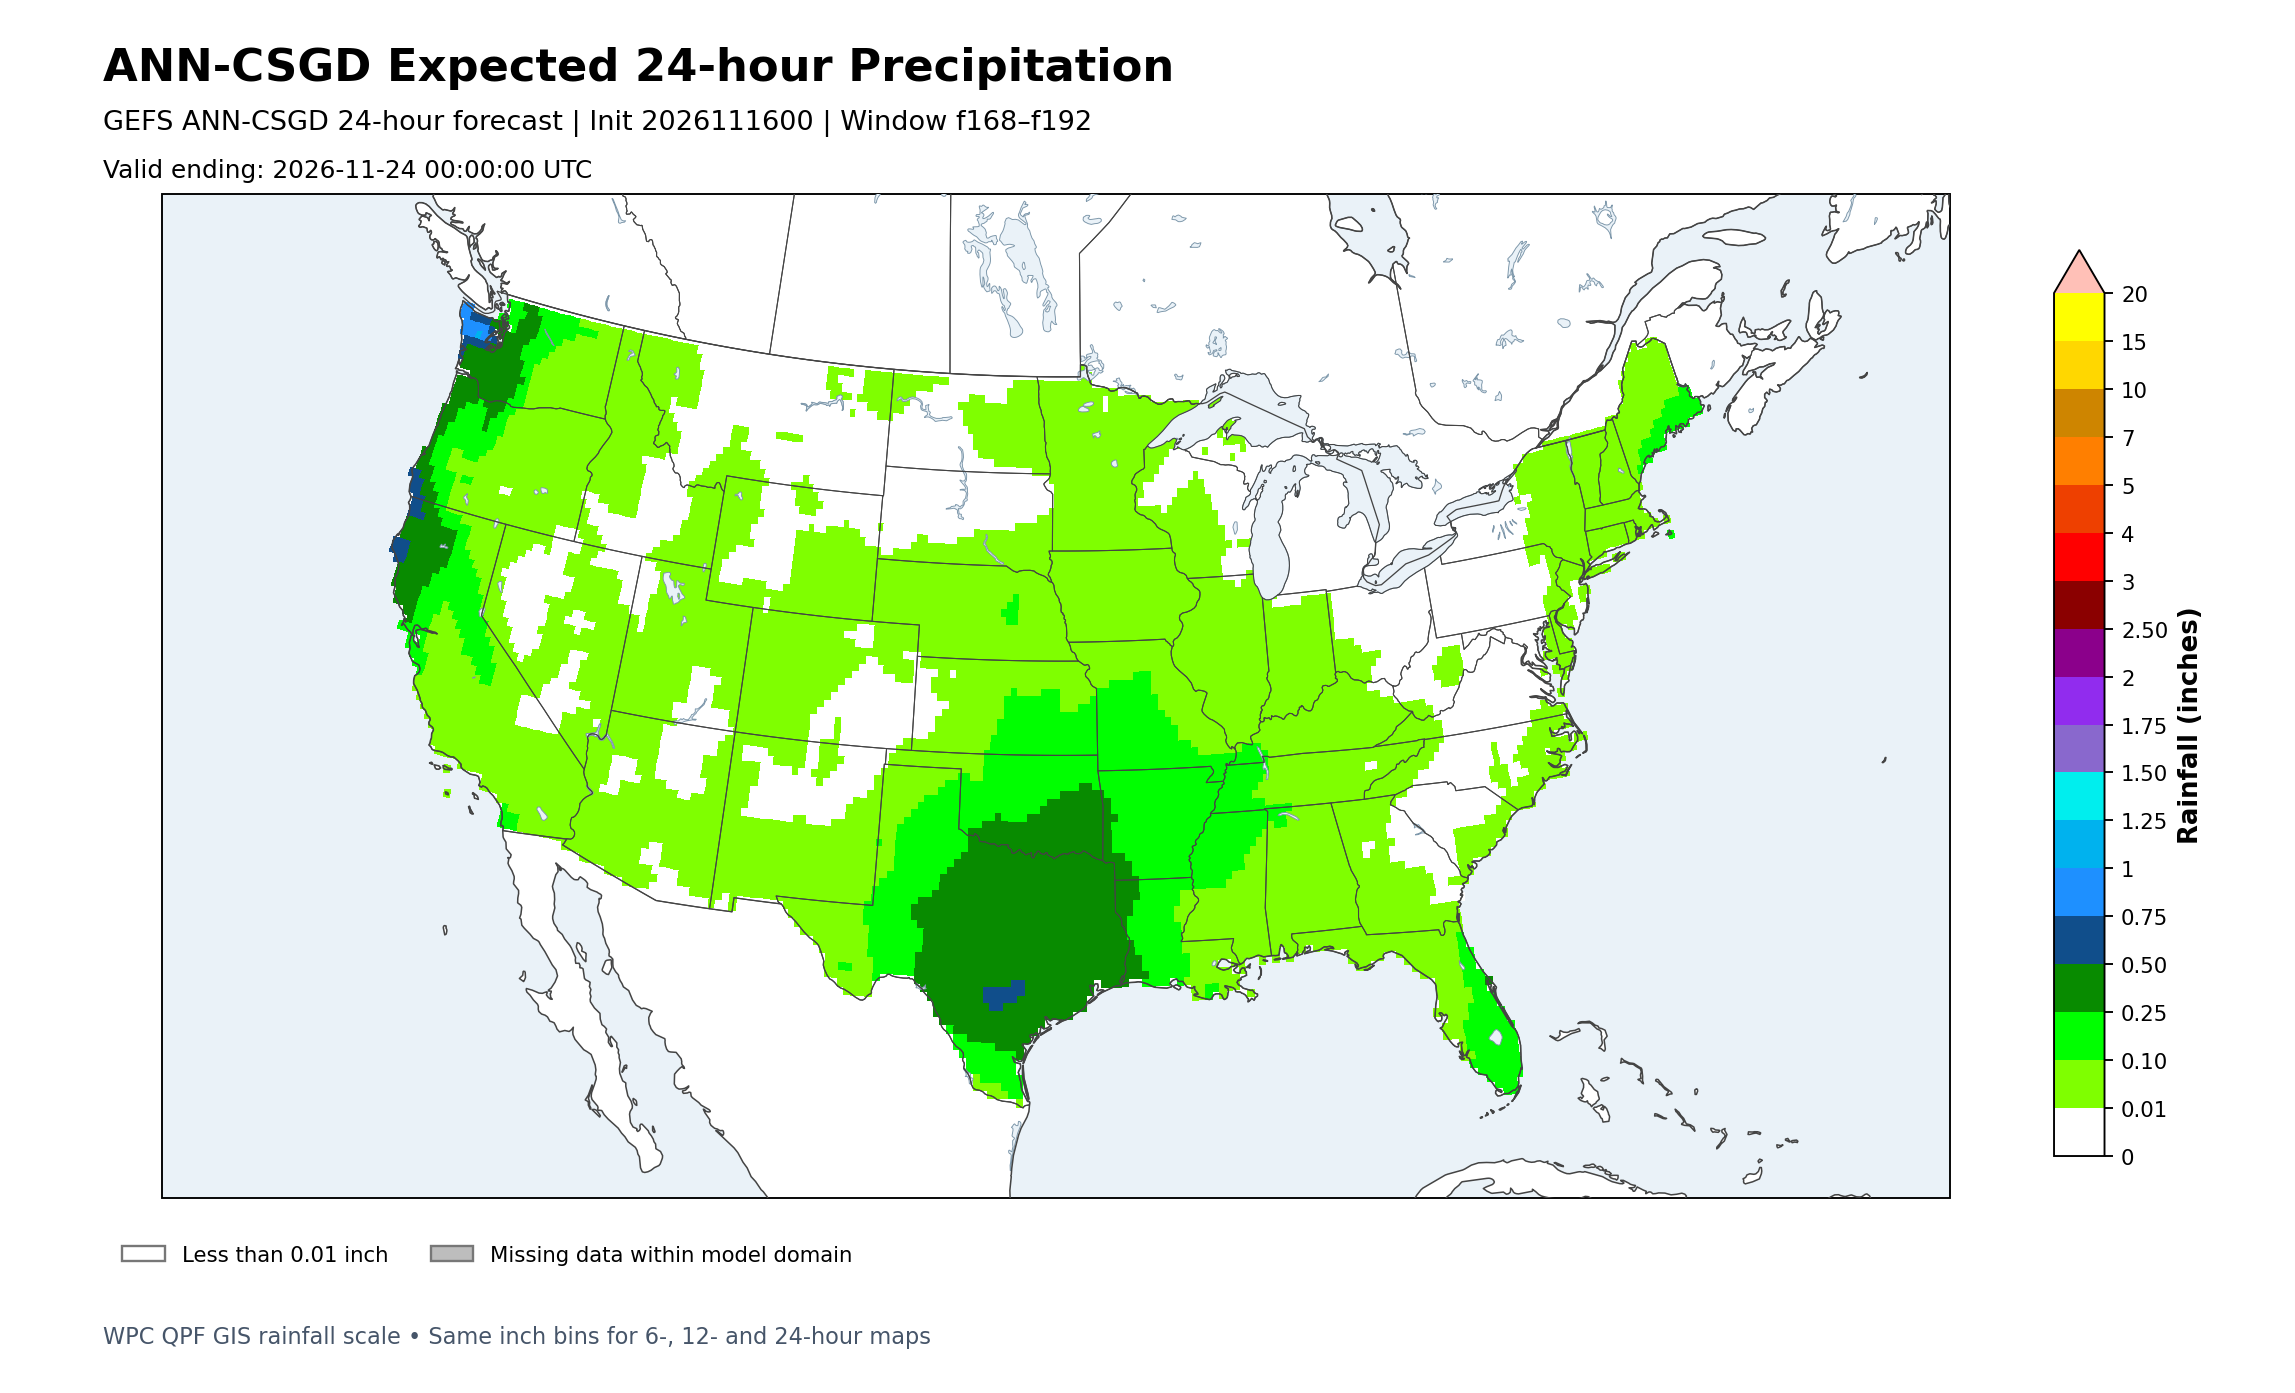 ANN-CSGD Expected 24-hour Precipitation
GEFS ANN-CSGD 24-hour forecast | Init 2026111600 | Window f168–f192
Valid ending: 2026-11-24 00:00:00 UTC
20
15
10
7
5
4
3
2.50
2
1.75
1.50
1.25
1
0.75
0.50
0.25
0.10
0.01
0
Rainfall (inches)
Less than 0.01 inch
Missing data within model domain
WPC QPF GIS rainfall scale • Same inch bins for 6-, 12- and 24-hour maps